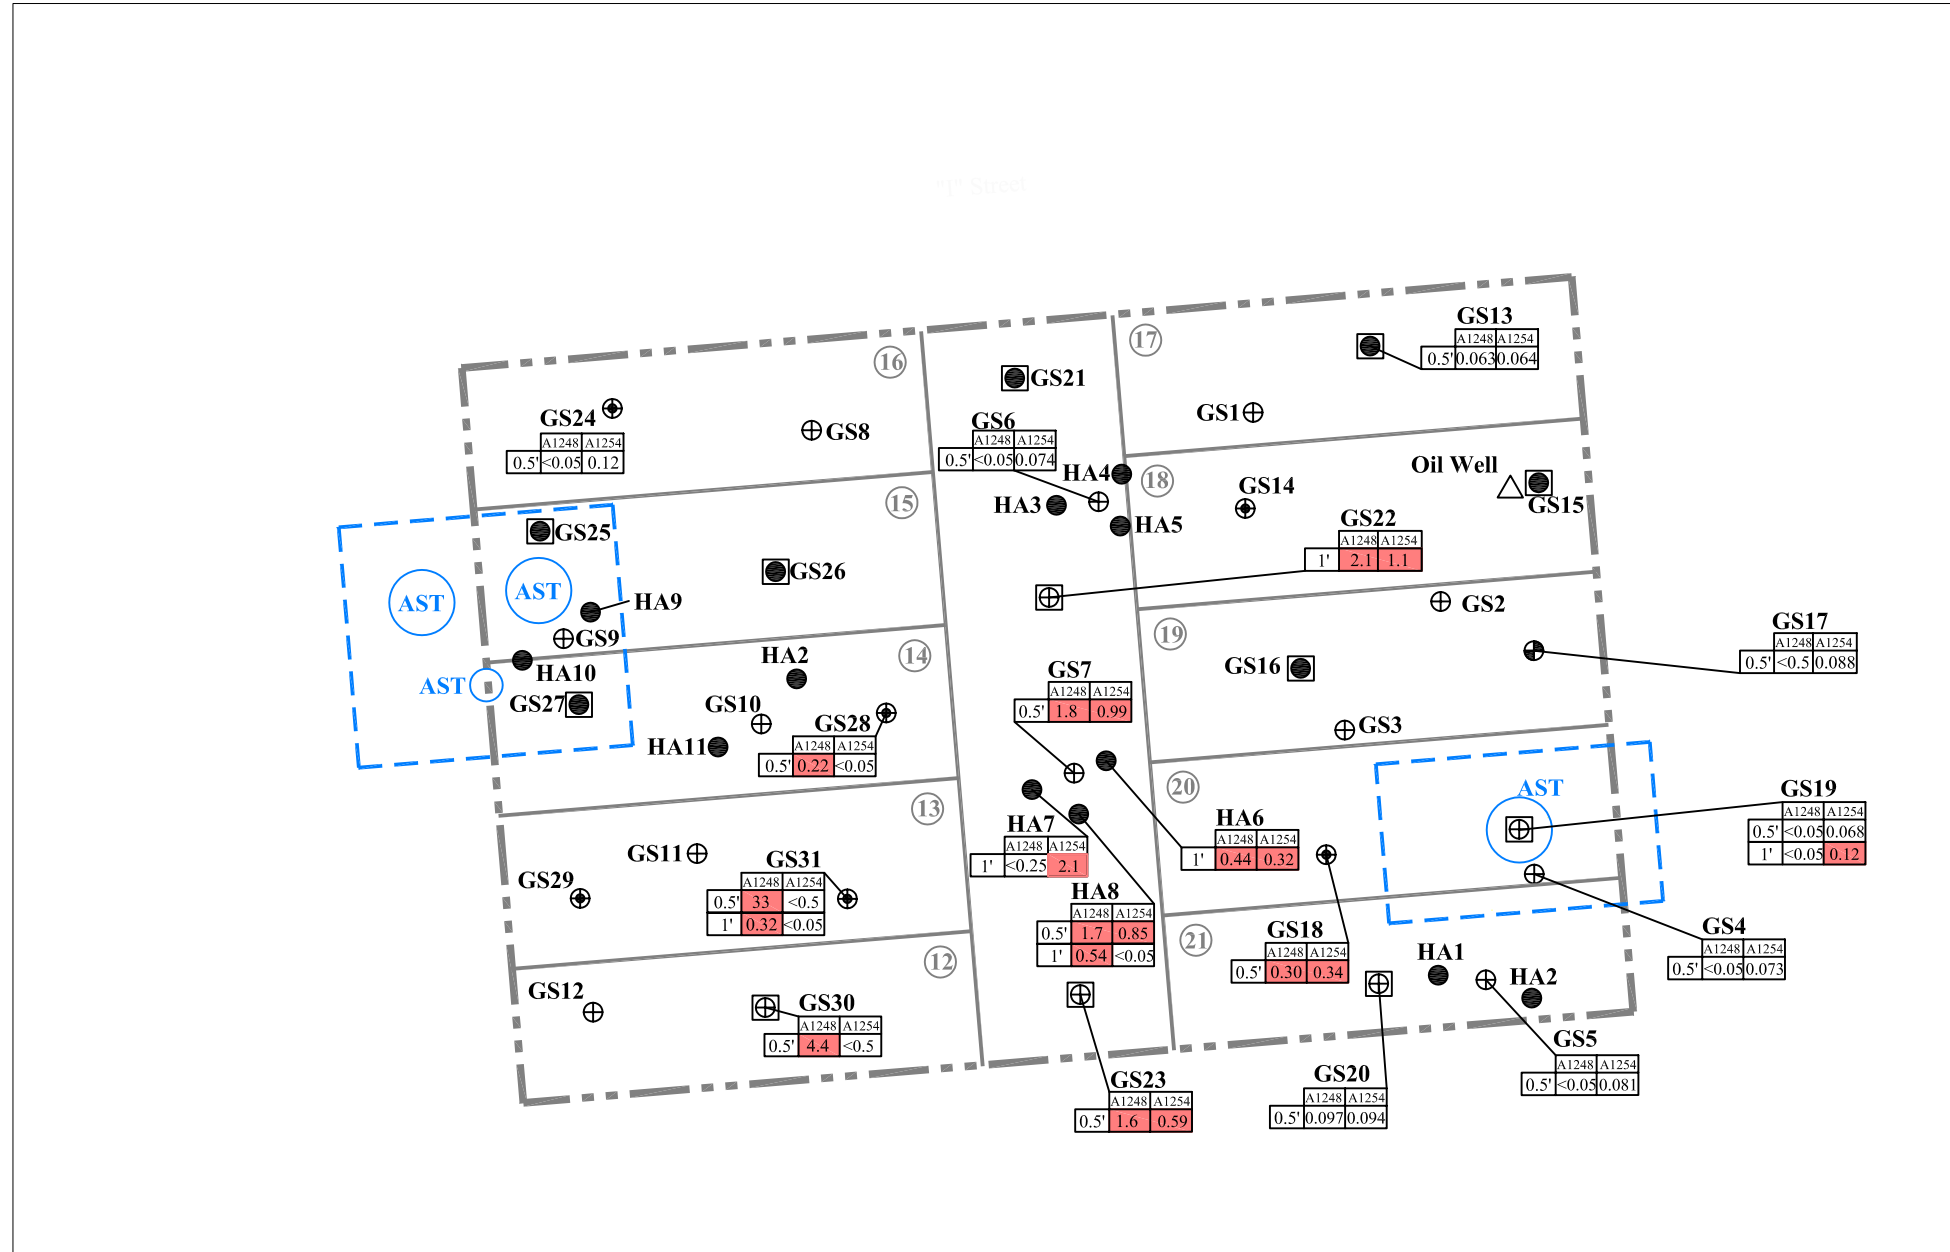 "I" Street
17
GS13
A1248 A1254
0.5' 0.063 0.064
16
GS21
GS24
A1248 A1254
0.5' <0.05 0.12
GS8
GS6
A1248 A1254
0.5' <0.05 0.074
GS1
HA4
HA3
HA5
18
GS14
Oil Well
GS15
15
GS25
GS26
GS22
A1248 A1254
1' 2.1 1.1
AST
AST
HA9
GS9
GS2
GS17
A1248 A1254
0.5' <0.5 0.088
19
GS16
14
HA2
HA10
AST
GS27
GS10
HA11
GS28
A1248 A1254
0.5' 0.22 <0.05
GS7
A1248 A1254
0.5' 1.8 0.99
GS3
20
AST
GS19
A1248 A1254
0.5' <0.05 0.068
1' <0.05 0.12
13
GS11
GS29
GS31
A1248 A1254
0.5' 33 <0.5
1' 0.32 <0.05
HA7
A1248 A1254
1' <0.25 2.1
HA6
A1248 A1254
1' 0.44 0.32
HA8
A1248 A1254
0.5' 1.7 0.85
1' 0.54 <0.05
21
GS18
A1248 A1254
0.5' 0.30 0.34
HA1
HA2
GS4
A1248 A1254
0.5' <0.05 0.073
12
GS12
GS30
A1248 A1254
0.5' 4.4 <0.5
GS5
A1248 A1254
0.5' <0.05 0.081
GS23
A1248 A1254
0.5' 1.6 0.59
GS20
A1248 A1254
0.5' 0.097 0.094